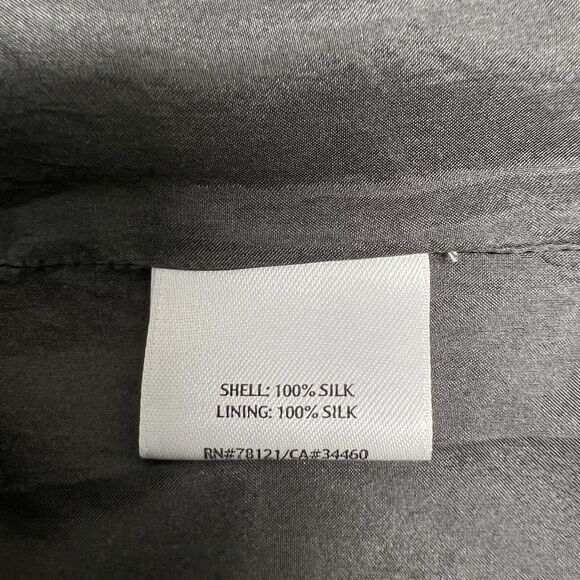 SHELL: 100% SILK
LINING: 100% SILK
RN#78121/CA#34460